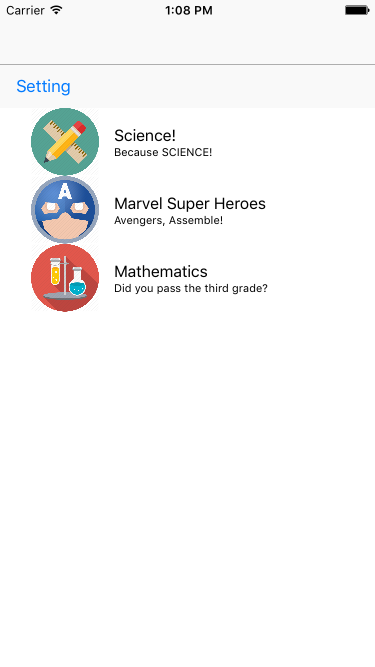 Carrier 1:08 PM
Setting
Science!
Because SCIENCE!
A
Marvel Super Heroes
Avengers, Assemble!
Mathematics
Did you pass the third grade?